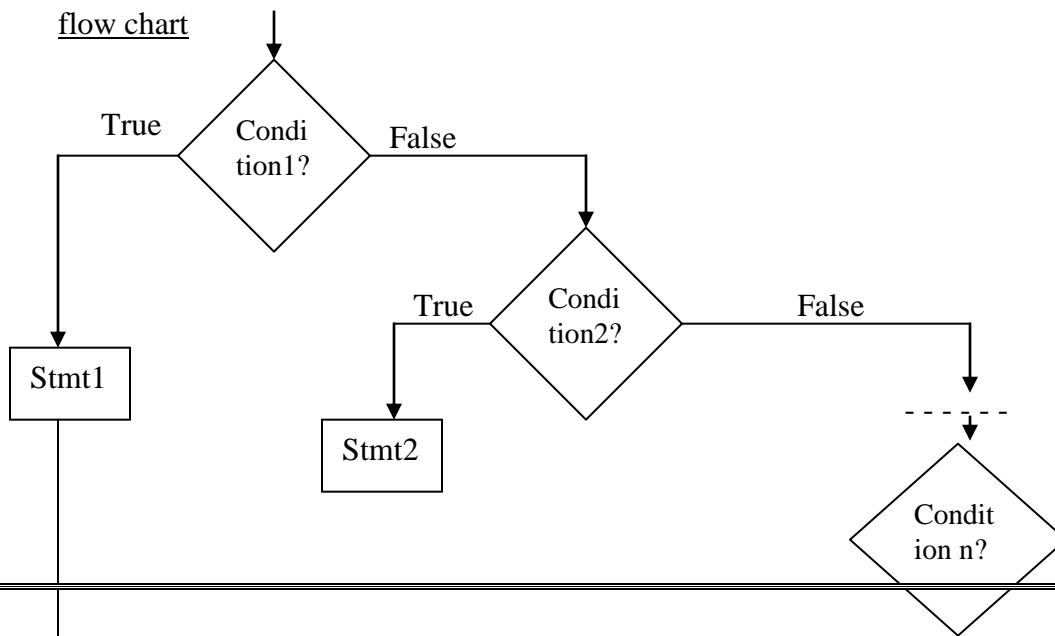 flow chart
True
Condi
tion1?
False
True
Condi
tion2?
False
Stmt1
Stmt2
Condit
ion n?